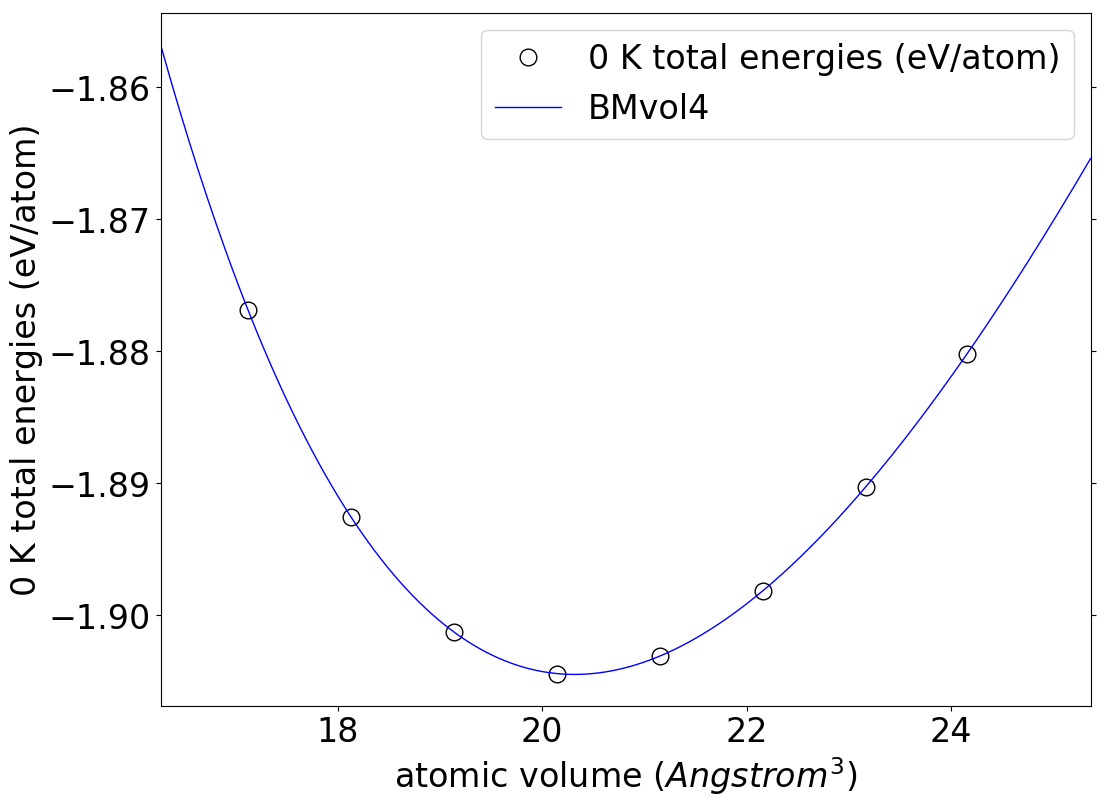 0 K total energies (eV/atom)
BMvol4
0 K total energies (eV/atom)
−1.86
−1.87
−1.88
−1.89
−1.90
18 20 22 24
atomic volume (Angstrom³)